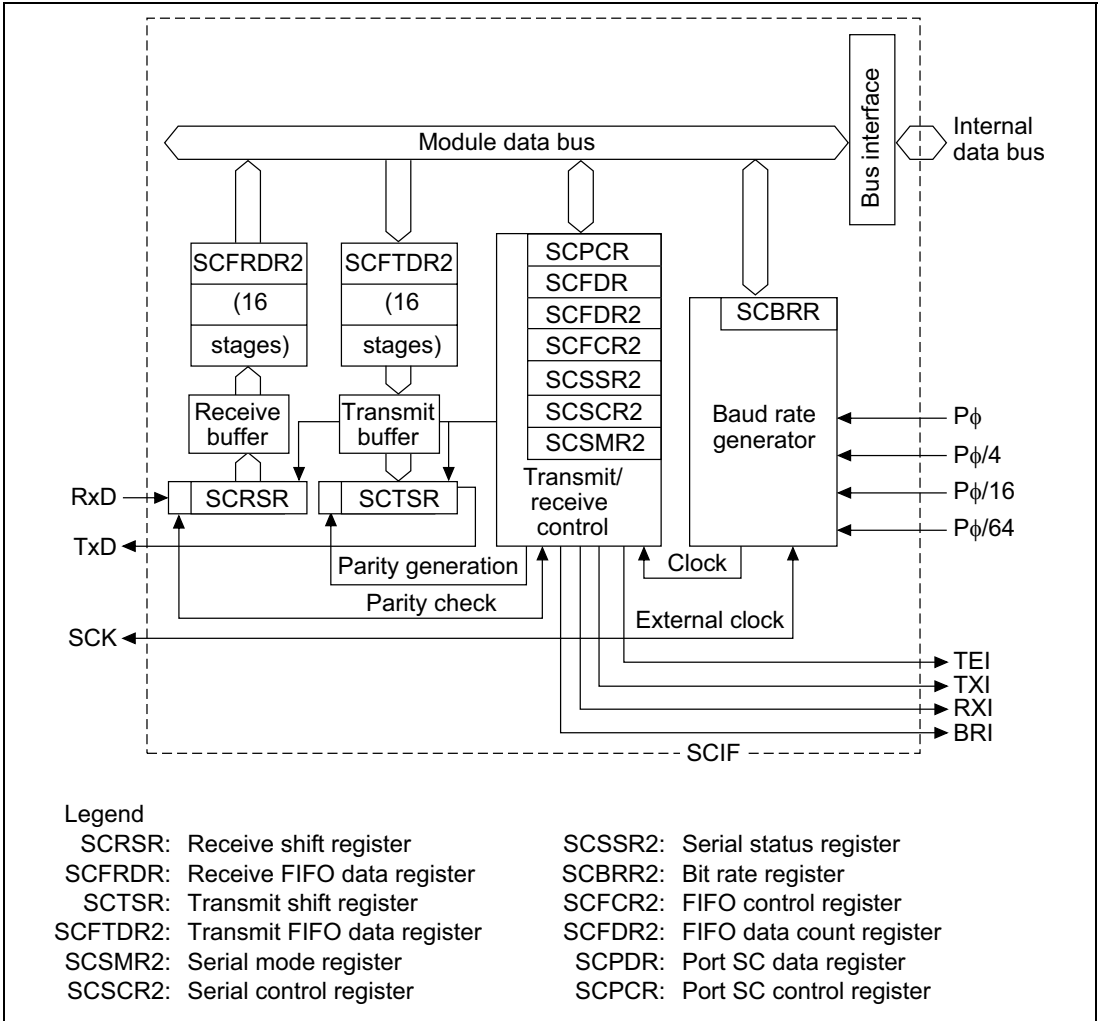 Module data bus
Bus interface
Internal
data bus
SCFRDR2
(16
stages)
SCFTDR2
(16
stages)
SCPCR
SCFDR
SCFDR2
SCFCR2
SCSSR2
SCSCR2
SCSMR2
Transmit/
receive
control
SCBRR
Baud rate
generator
Receive
buffer
Transmit
buffer
SCRSR
SCTSR
RxD
TxD
SCK
Parity generation
Parity check
Clock
External clock
Pϕ
Pϕ/4
Pϕ/16
Pϕ/64
TEI
TXI
RXI
BRI
SCIF
Legend
SCRSR: Receive shift register
SCFRDR: Receive FIFO data register
SCTSR: Transmit shift register
SCFTDR2: Transmit FIFO data register
SCSMR2: Serial mode register
SCSCR2: Serial control register
SCSSR2: Serial status register
SCBRR2: Bit rate register
SCFCR2: FIFO control register
SCFDR2: FIFO data count register
SCPDR: Port SC data register
SCPCR: Port SC control register